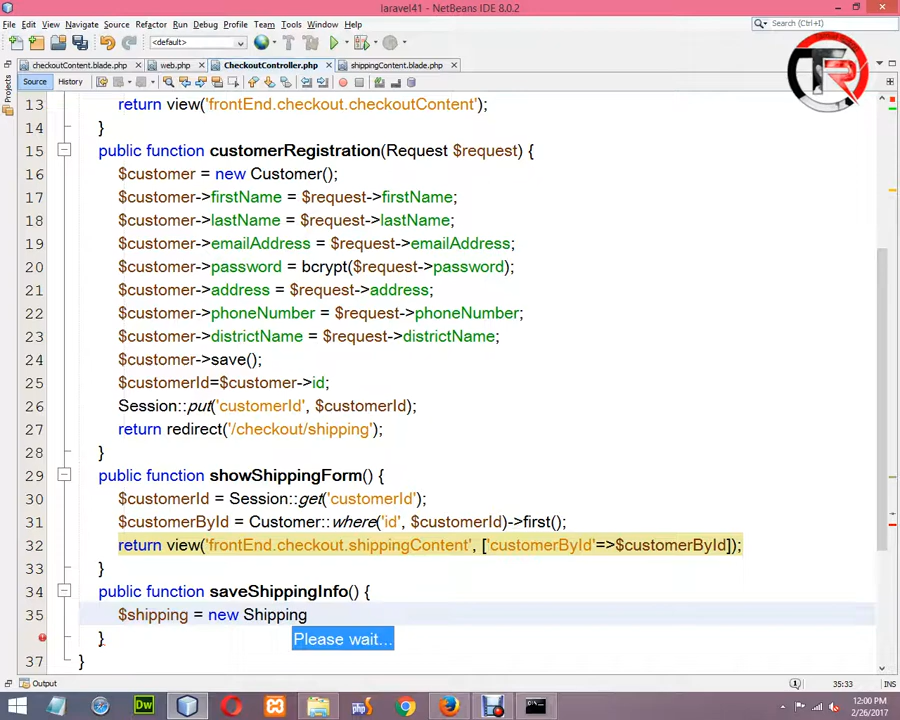 laravel41 - NetBeans IDE 8.0.2
File Edit View Navigate Source Refactor Run Debug Profile Team Tools Window Help
Search (Ctrl+I)
<default>
checkoutContent.blade.php web.php CheckoutController.php shippingContent.blade.php
Source History
Projects
13 return view('frontEnd.checkout.checkoutContent');
14 }
15 public function customerRegistration(Request $request) {
16 $customer = new Customer();
17 $customer->firstName = $request->firstName;
18 $customer->lastName = $request->lastName;
19 $customer->emailAddress = $request->emailAddress;
20 $customer->password = bcrypt($request->password);
21 $customer->address = $request->address;
22 $customer->phoneNumber = $request->phoneNumber;
23 $customer->districtName = $request->districtName;
24 $customer->save();
25 $customerId=$customer->id;
26 Session::put('customerId', $customerId);
27 return redirect('/checkout/shipping');
28 }
29 public function showShippingForm() {
30 $customerId = Session::get('customerId');
31 $customerById = Customer::where('id', $customerId)->first();
32 return view('frontEnd.checkout.shippingContent', ['customerById'=>$customerById]);
33 }
34 public function saveShippingInfo() {
35 $shipping = new Shipping
Please wait...
}
37 }
Output
35:33 INS
Dw
php
12:00 PM
2/26/2017